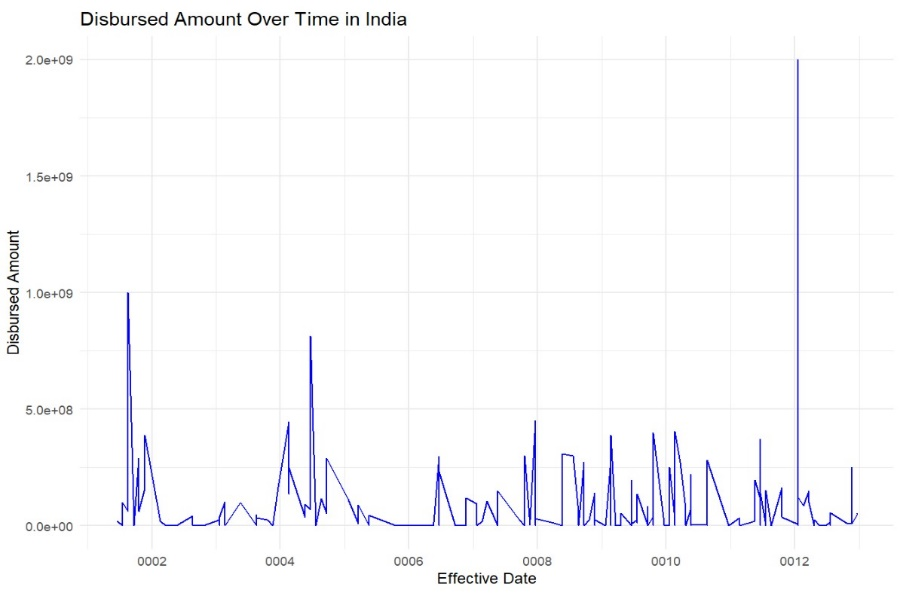 Disbursed Amount Over Time in India
2.0e+09
1.5e+09
1.0e+09
5.0e+08
0.0e+00
Disbursed Amount
0002 0004 0006 0008 0010 0012
Effective Date